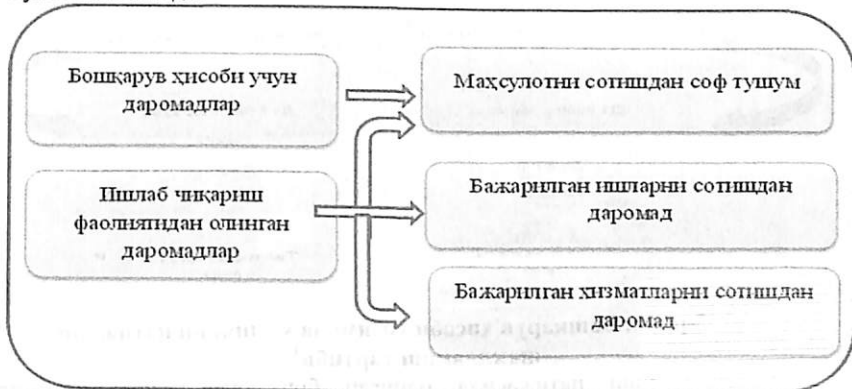 Бошқарув ҳисоби учун
даромадлар
Маҳсулотни сотишдан соф тушум
Ишлаб чиқариш
фаолиятидан олинган
даромадлар
Бажарилган ишларни сотишдан
даромад
Бажарилган хизматларни сотишдан
даромад